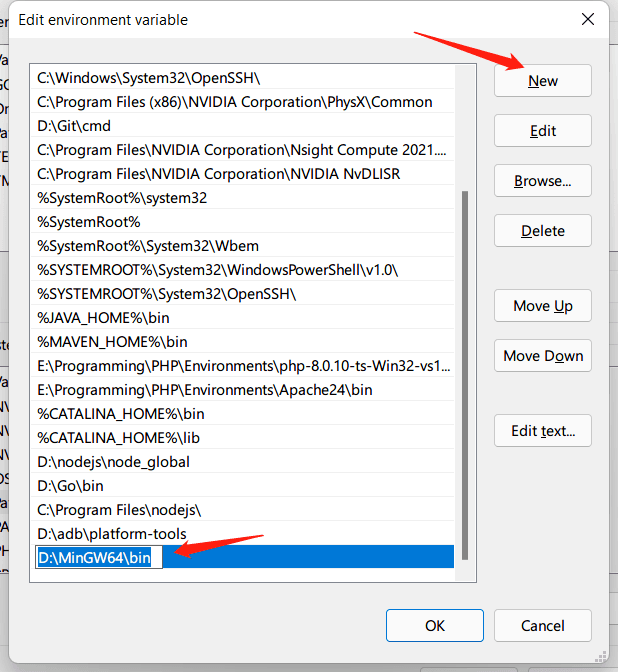 Edit environment variable
C:\Windows\System32\OpenSSH\
C:\Program Files (x86)\NVIDIA Corporation\PhysX\Common
D:\Git\cmd
C:\Program Files\NVIDIA Corporation\Nsight Compute 2021....
C:\Program Files\NVIDIA Corporation\NVIDIA NvDLISR
%SystemRoot%\system32
%SystemRoot%
%SystemRoot%\System32\Wbem
%SYSTEMROOT%\System32\WindowsPowerShell\v1.0\
%SYSTEMROOT%\System32\OpenSSH\
%JAVA_HOME%\bin
%MAVEN_HOME%\bin
E:\Programming\PHP\Environments\php-8.0.10-ts-Win32-vs1...
E:\Programming\PHP\Environments\Apache24\bin
%CATALINA_HOME%\bin
%CATALINA_HOME%\lib
D:\nodejs\node_global
D:\Go\bin
C:\Program Files\nodejs\
D:\adb\platform-tools
D:\MinGW64\bin
New
Edit
Browse...
Delete
Move Up
Move Down
Edit text...
OK
Cancel